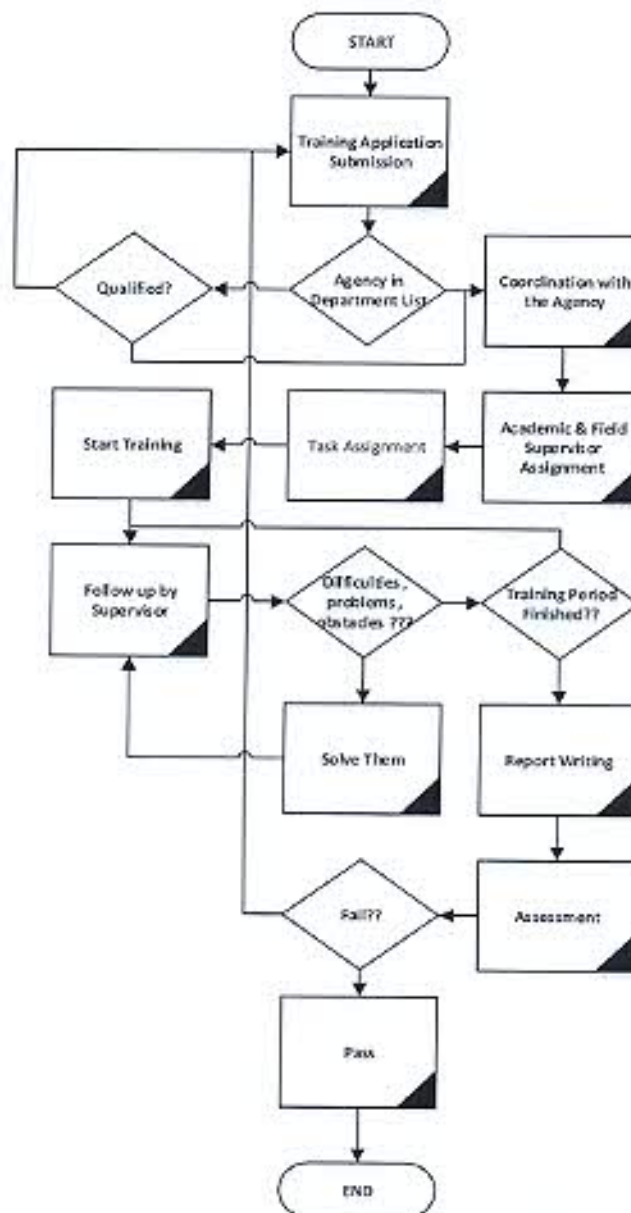 START
Training Application
Submission
Qualified?
Agency in
Department List
Coordination with
the Agency
Start Training
Task Assignment
Academic & Field
Supervisor
Assignment
Follow up by
Supervisor
Difficulties,
problems,
obstacles ???
Training Period
Finished??
Solve Them
Report Writing
Fail??
Assessment
Pass
END